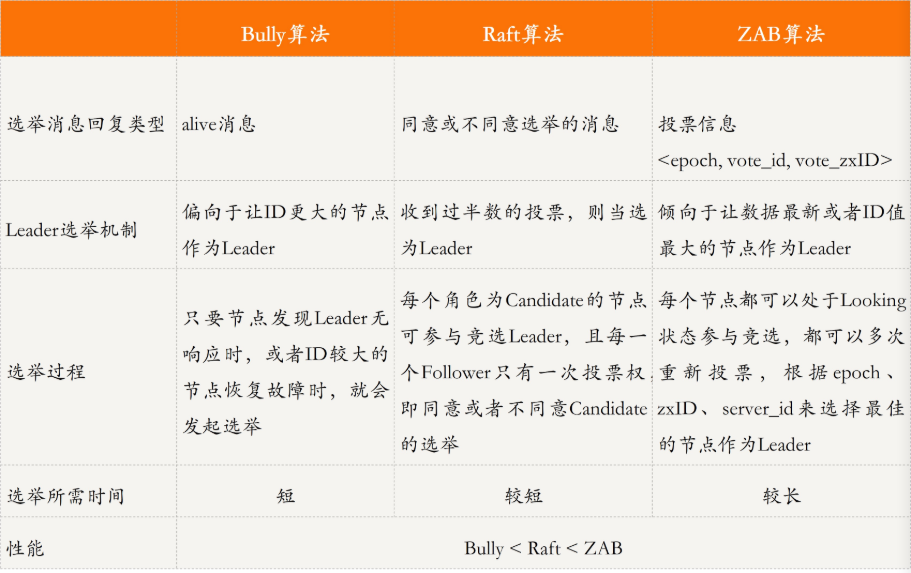 Bully算法 Raft算法 ZAB算法
选举消息回复类型
alive消息
同意或不同意选举的消息
投票信息
<epoch, vote_id, vote_zxID>
Leader选举机制
偏向于让ID更大的节点
作为Leader
收到过半数的投票，则当选
为Leader
倾向于让数据最新或者ID值
最大的节点作为Leader
选举过程
只要节点发现Leader无
响应时，或者ID较大的
节点恢复故障时，就会
发起选举
每个角色为Candidate的节点
可参与竞选Leader，且每一
个Follower只有一次投票权，
即同意或者不同意Candidate
的选举
每个节点都可以处于Looking
状态参与竞选，都可以多次
重新投票，根据epoch、
zxID、server_id来选择最佳
的节点作为Leader
选举所需时间 短 较短 较长
性能 Bully < Raft < ZAB